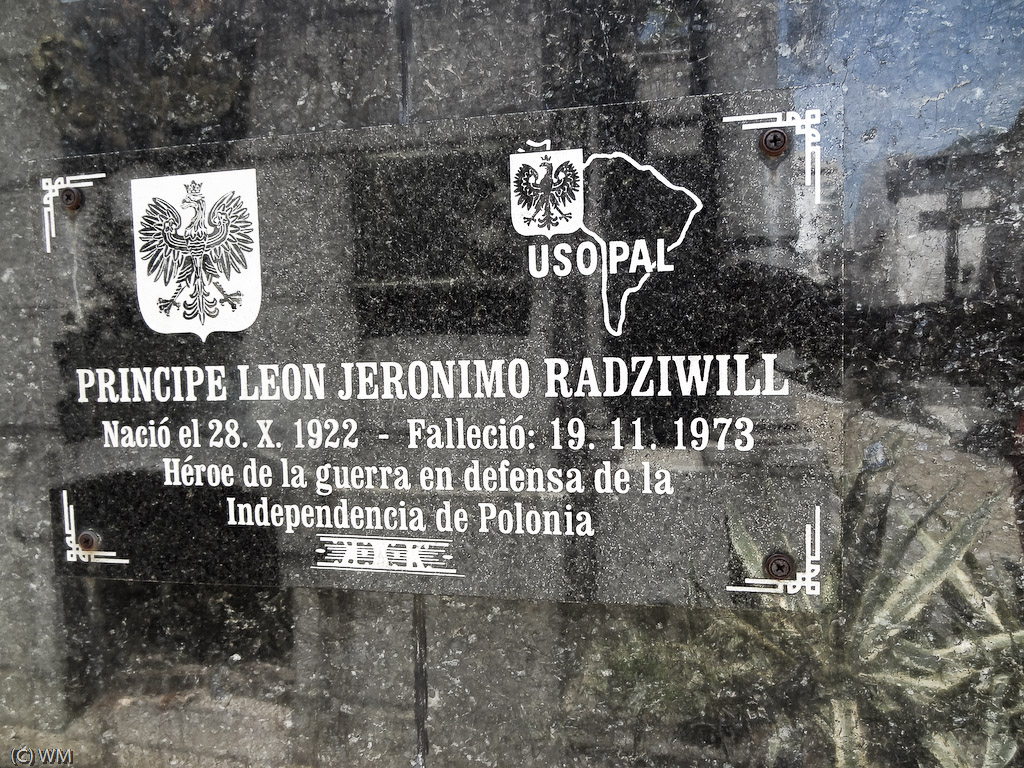 USOPAL
PRINCIPE LEON JERONIMO RADZIWILL
Nació el 28. X. 1922 - Falleció: 19. 11. 1973
Héroe de la guerra en defensa de la
Independencia de Polonia
(C) WM